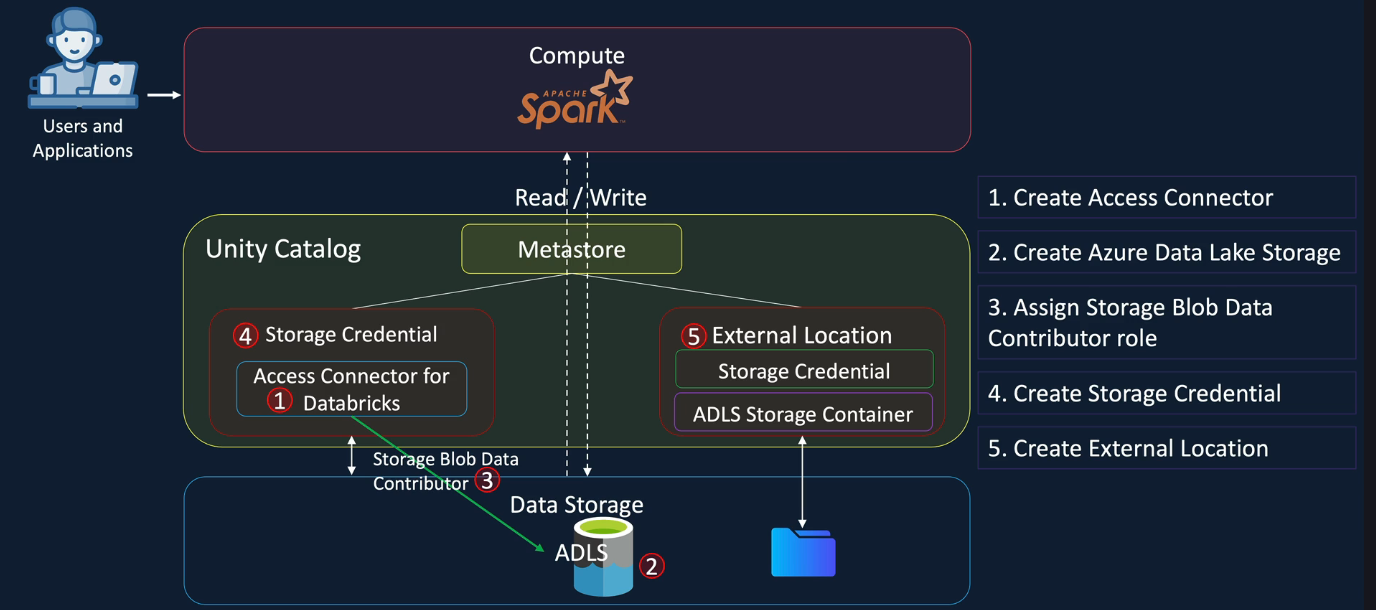 Compute
APACHE
Spark™
Users and
Applications
Read / Write
Unity Catalog
Metastore
4 Storage Credential
Access Connector for
1 Databricks
5 External Location
Storage Credential
ADLS Storage Container
Storage Blob Data
Contributor 3
Data Storage
ADLS
2
1. Create Access Connector
2. Create Azure Data Lake Storage
3. Assign Storage Blob Data
Contributor role
4. Create Storage Credential
5. Create External Location